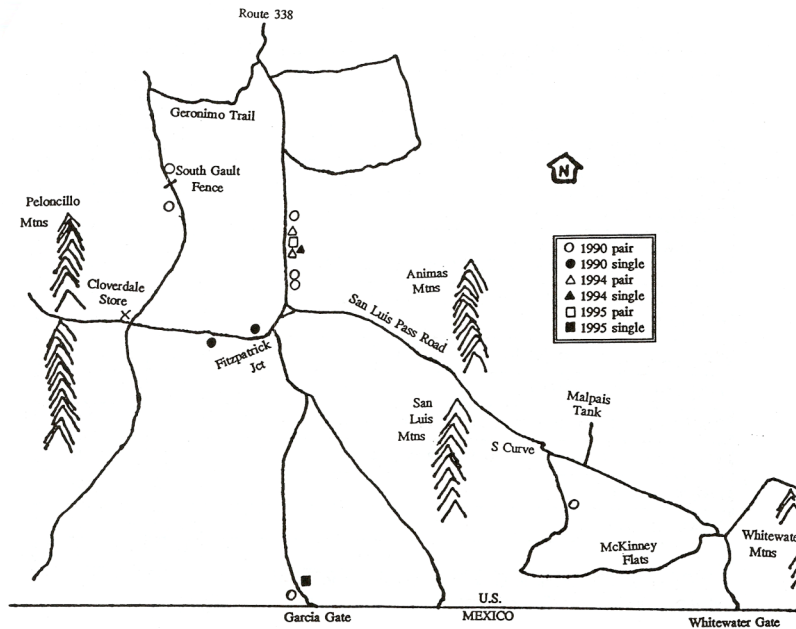 Route 338
Geronimo Trail
N
South Gault
Fence
Peloncillo
Mtns
1990 pair
1990 single
1994 pair
1994 single
1995 pair
1995 single
Cloverdale
Store
Animas
Mtns
San Luis Pass Road
Fitzpatrick
Jct
San
Luis
Mtns
Malpais
Tank
S Curve
McKinney
Flats
Whitewate
Mtns
U.S.
MEXICO
Garcia Gate
Whitewater Gate